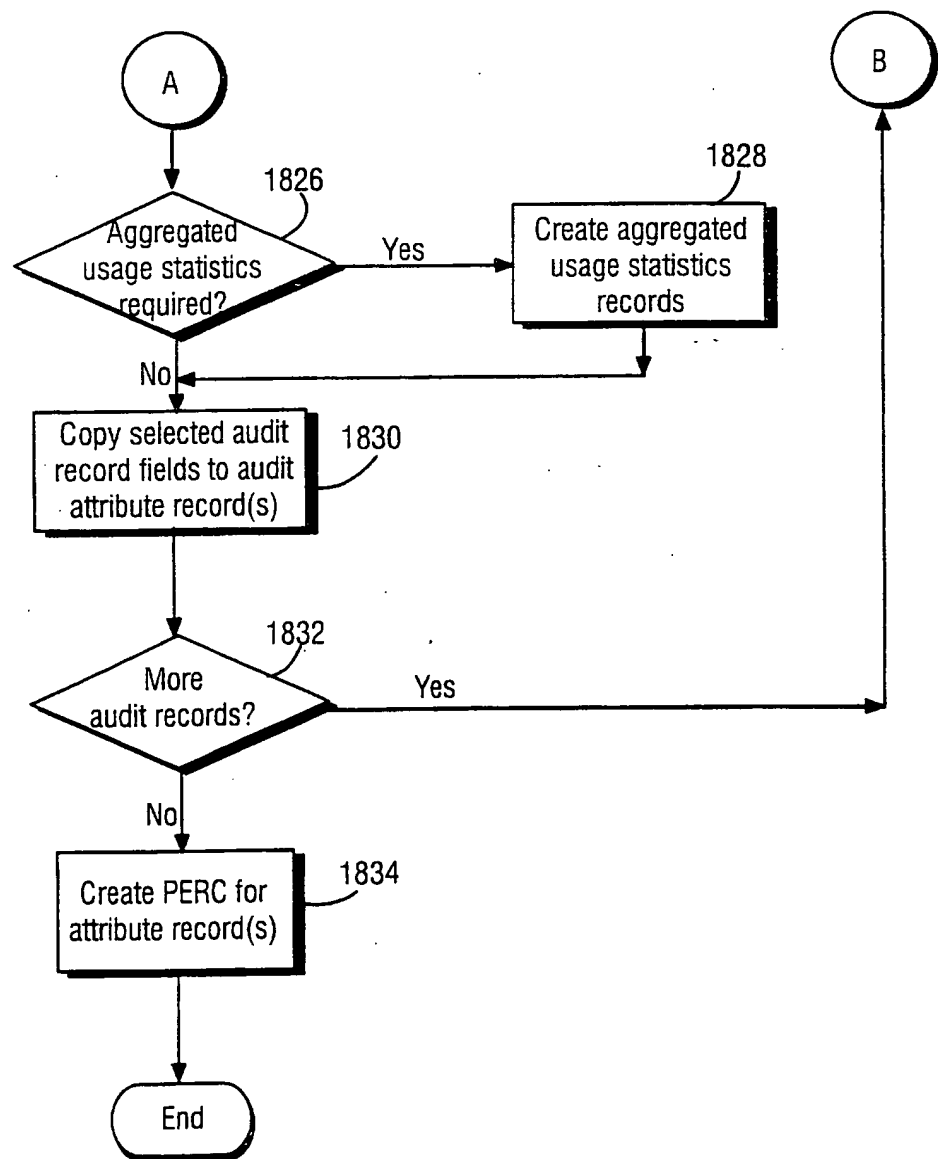 A
B
1826
Aggregated
usage statistics
required?
Yes
1828
Create aggregated
usage statistics
records
No
Copy selected audit
record fields to audit
attribute record(s)
1830
1832
More
audit records?
Yes
No
Create PERC for
attribute record(s)
1834
End